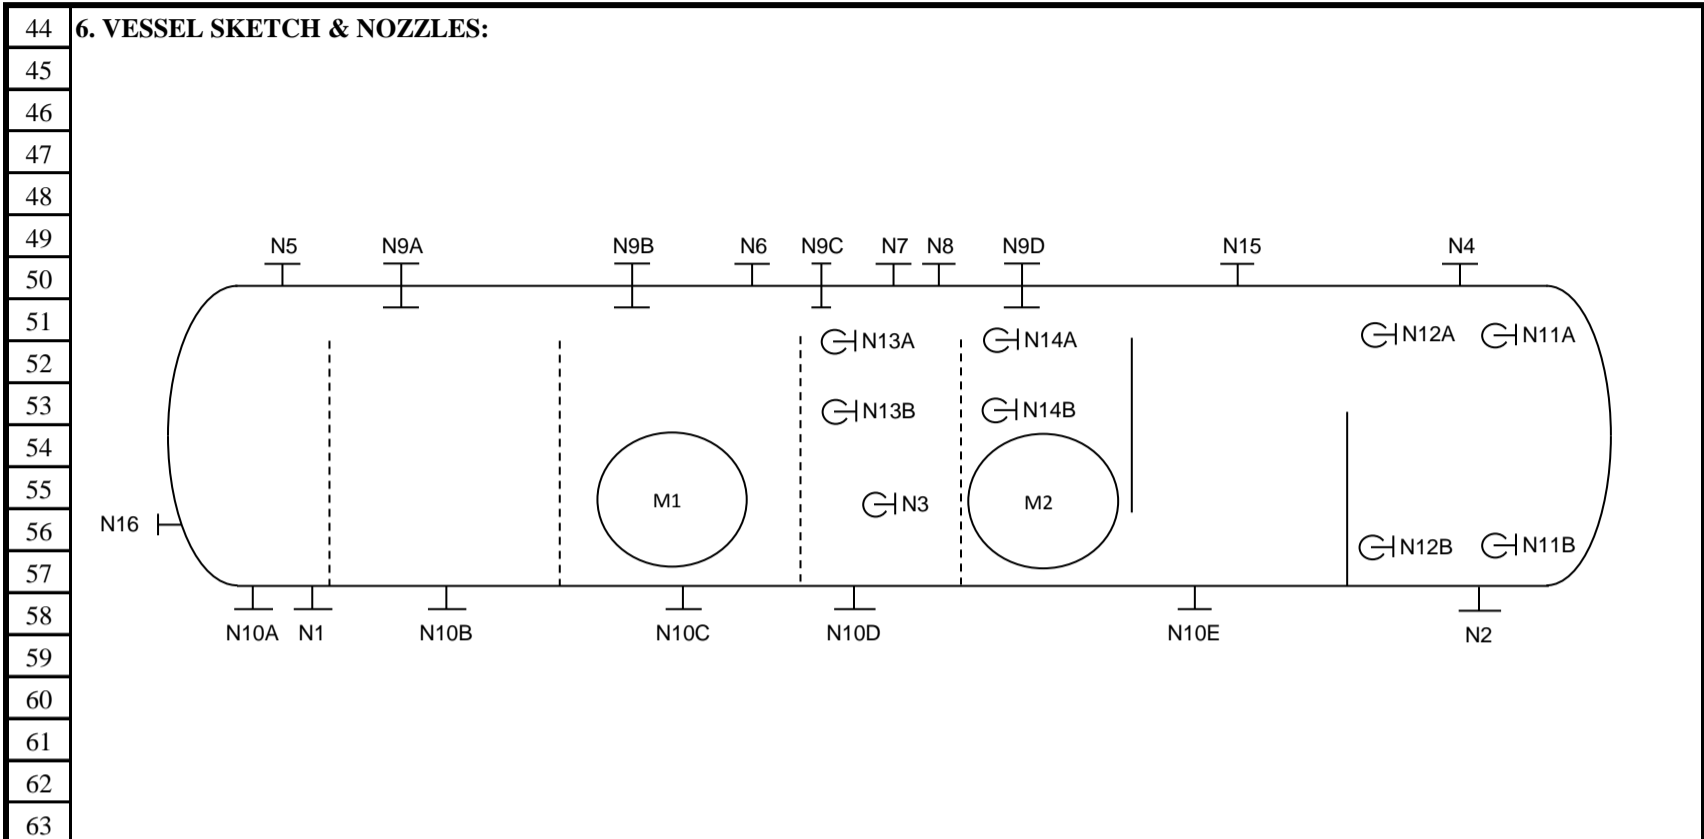 44 6. VESSEL SKETCH & NOZZLES:
45
46
47
48
49 N5 N9A N9B N6 N9C N7 N8 N9D N15 N4
50
51 N12A N11A
52 N13A N14A
53 N13B N14B
54
55 M1 N3 M2
56 N16 N12B N11B
57
58 N10A N1 N10B N10C N10D N10E N2
59
60
61
62
63